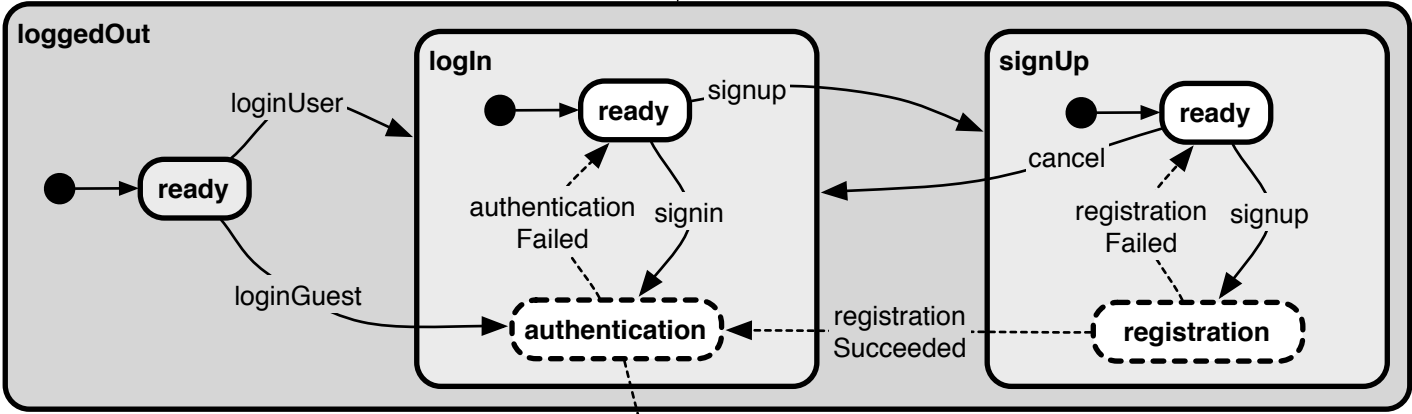 loggedOut
loginUser
ready
loginGuest
logIn
ready
signup
authentication
Failed
signin
authentication
signUp
ready
cancel
registration
Failed
signup
registration
Succeeded
registration